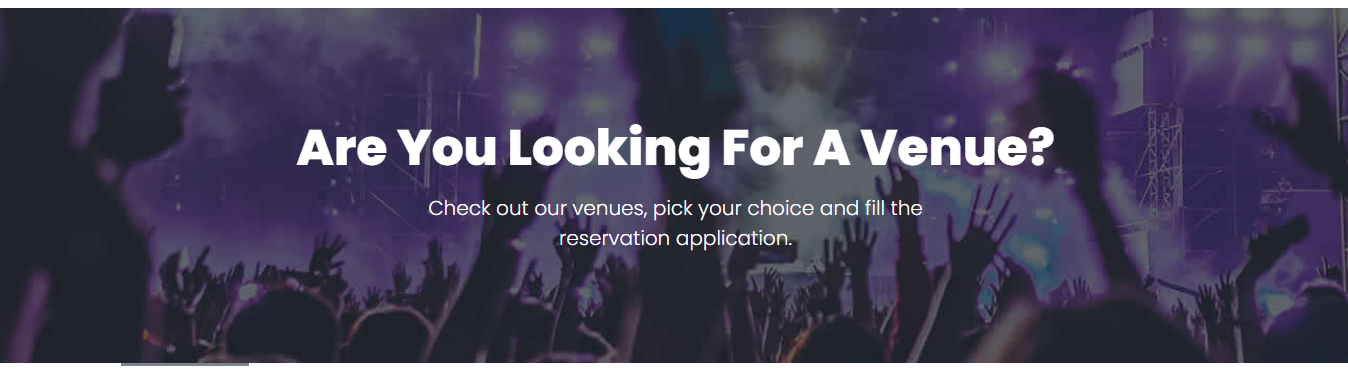 Are You Looking For A Venue?
Check out our venues, pick your choice and fill the
reservation application.